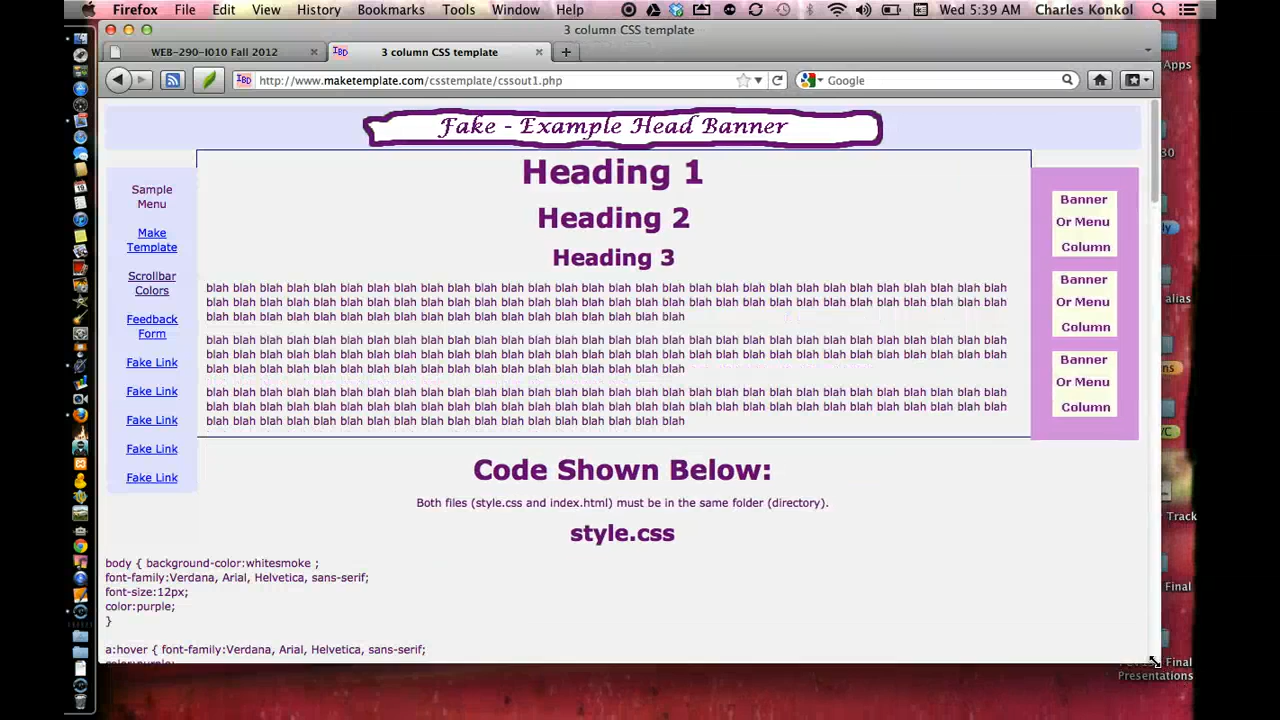 Firefox File Edit View History Bookmarks Tools Window Help Wed 5:39 AM Charles Konkol
3 column CSS template
WEB-290-I010 Fall 2012
3 column CSS template
http://www.maketemplate.com/csstemplate/cssout1.php
Google
Fake - Example Head Banner
Sample
Menu
Make
Template
Scrollbar
Colors
Feedback
Form
Fake Link
Fake Link
Fake Link
Fake Link
Fake Link
Heading 1
Heading 2
Heading 3
blah blah blah blah blah blah blah blah blah blah blah blah blah blah blah blah blah blah blah blah blah blah blah blah blah blah blah blah blah blah
blah blah blah blah blah blah blah blah blah blah blah blah blah blah blah blah blah blah blah blah blah blah blah blah blah blah blah blah blah blah
blah blah blah blah blah blah blah blah blah blah blah blah blah blah blah blah blah blah
blah blah blah blah blah blah blah blah blah blah blah blah blah blah blah blah blah blah blah blah blah blah blah blah blah blah blah blah blah blah
blah blah blah blah blah blah blah blah blah blah blah blah blah blah blah blah blah blah blah blah blah blah blah blah blah blah blah blah blah blah
blah blah blah blah blah blah blah blah blah blah blah blah blah blah blah blah blah blah
blah blah blah blah blah blah blah blah blah blah blah blah blah blah blah blah blah blah blah blah blah blah blah blah blah blah blah blah blah blah
blah blah blah blah blah blah blah blah blah blah blah blah blah blah blah blah blah blah blah blah blah blah blah blah blah blah blah blah blah blah
blah blah blah blah blah blah blah blah blah blah blah blah blah blah blah blah blah blah
Banner
Or Menu
Column
Banner
Or Menu
Column
Banner
Or Menu
Column
Code Shown Below:
Both files (style.css and index.html) must be in the same folder (directory).
style.css
body { background-color:whitesmoke ;
font-family:Verdana, Arial, Helvetica, sans-serif;
font-size:12px;
color:purple;
}
a:hover { font-family:Verdana, Arial, Helvetica, sans-serif;
color:purple;
Apps
30
alias
Track
Final
Final
Presentations